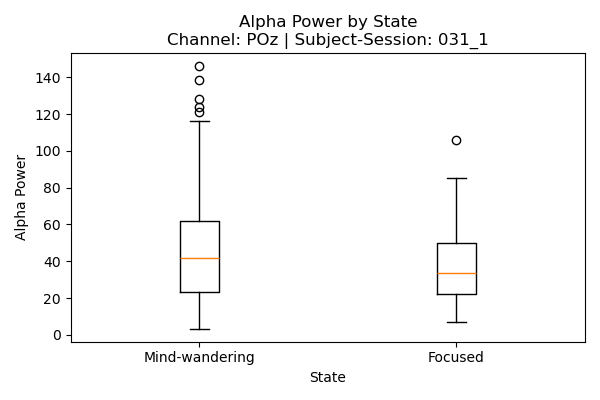 Alpha Power by State
Channel: POz | Subject-Session: 031_1
Alpha Power
140
120
100
80
60
40
20
0
Mind-wandering
Focused
State